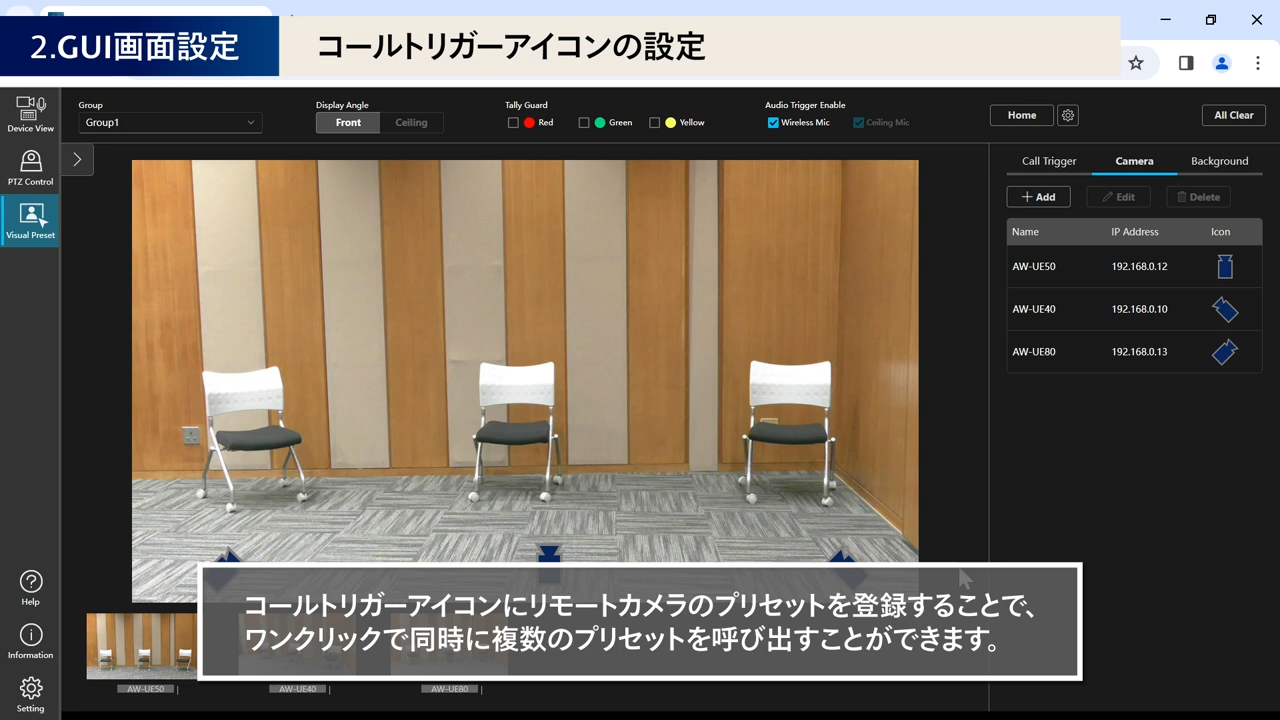 2.GUI画面設定
コールトリガーアイコンの設定
Device View
PTZ Control
Visual Preset
Help
Information
Setting
Group
Group1
Display Angle
Front
Ceiling
Tally Guard
Red
Green
Yellow
Audio Trigger Enable
Wireless Mic
Ceiling Mic
Home
All Clear
Call Trigger
Camera
Background
+ Add
Edit
Delete
Name IP Address Icon
AW-UE50 192.168.0.12
AW-UE40 192.168.0.10
AW-UE80 192.168.0.13
コールトリガーアイコンにリモートカメラのプリセットを登録することで、
ワンクリックで同時に複数のプリセットを呼び出すことができます。
AW-UE50
AW-UE40
AW-UE80